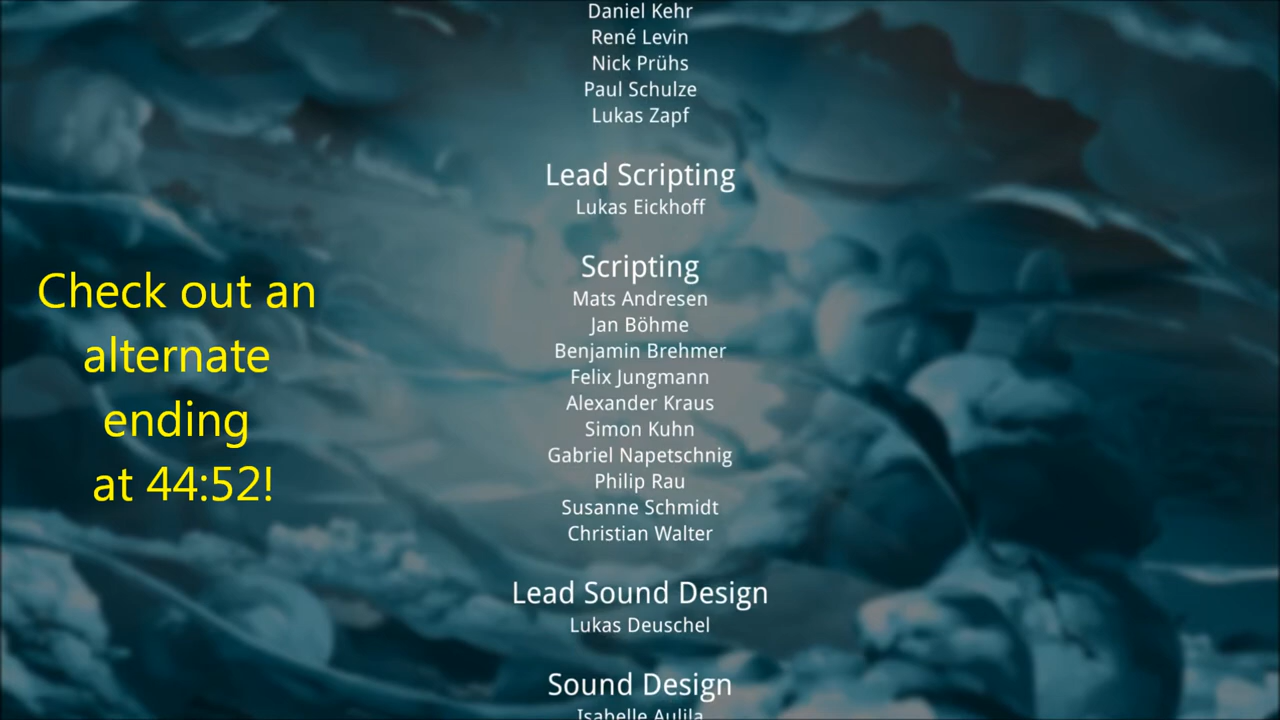 Daniel Kehr
René Levin
Nick Prühs
Paul Schulze
Lukas Zapf
Lead Scripting
Lukas Eickhoff
Scripting
Mats Andresen
Jan Böhme
Benjamin Brehmer
Felix Jungmann
Alexander Kraus
Simon Kuhn
Gabriel Napetschnig
Philip Rau
Susanne Schmidt
Christian Walter
Lead Sound Design
Lukas Deuschel
Sound Design
Isabelle Aulila
Check out an
alternate
ending
at 44:52!